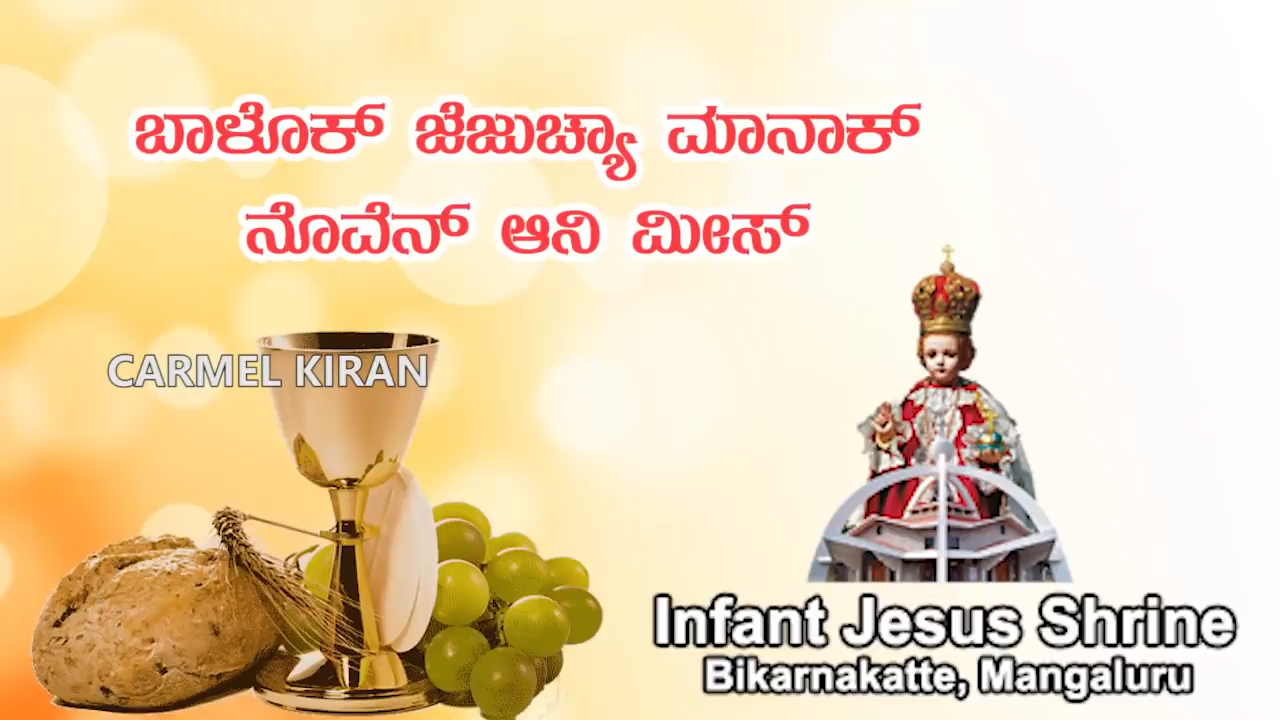 ಬಾಳೊಕ್ ಜೆಜುಚ್ಯಾ ಮಾನಾಕ್
ನೊವೆನ್ ಆನಿ ಮೀಸ್
CARMEL KIRAN
Infant Jesus Shrine
Bikarnakatte, Mangaluru